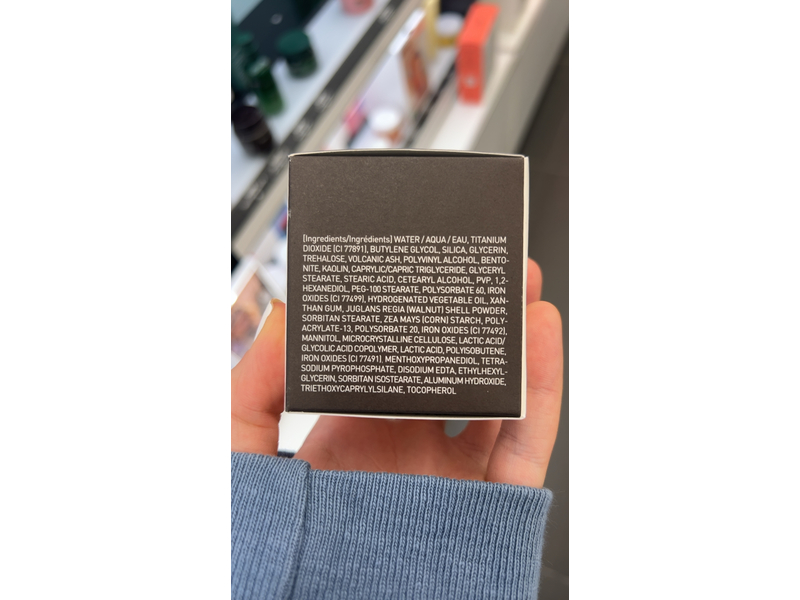 [Ingredients/Ingrédients] WATER / AQUA / EAU, TITANIUM
DIOXIDE (CI 77891), BUTYLENE GLYCOL, SILICA, GLYCERIN,
TREHALOSE, VOLCANIC ASH, POLYVINYL ALCOHOL, BENTO-
NITE, KAOLIN, CAPRYLIC/CAPRIC TRIGLYCERIDE, GLYCERYL
STEARATE, STEARIC ACID, CETEARYL ALCOHOL, PVP, 1,2-
HEXANEDIOL, PEG-100 STEARATE, POLYSORBATE 60, IRON
OXIDES (CI 77499), HYDROGENATED VEGETABLE OIL, XAN-
THAN GUM, JUGLANS REGIA (WALNUT) SHELL POWDER,
SORBITAN STEARATE, ZEA MAYS (CORN) STARCH, POLY-
ACRYLATE-13, POLYSORBATE 20, IRON OXIDES (CI 77492),
MANNITOL, MICROCRYSTALLINE CELLULOSE, LACTIC ACID/
GLYCOLIC ACID COPOLYMER, LACTIC ACID, POLYISOBUTENE,
IRON OXIDES (CI 77491), MENTHOXYPROPANEDIOL, TETRA-
SODIUM PYROPHOSPHATE, DISODIUM EDTA, ETHYLHEXYL-
GLYCERIN, SORBITAN ISOSTEARATE, ALUMINUM HYDROXIDE,
TRIETHOXYCAPRYLYLSILANE, TOCOPHEROL